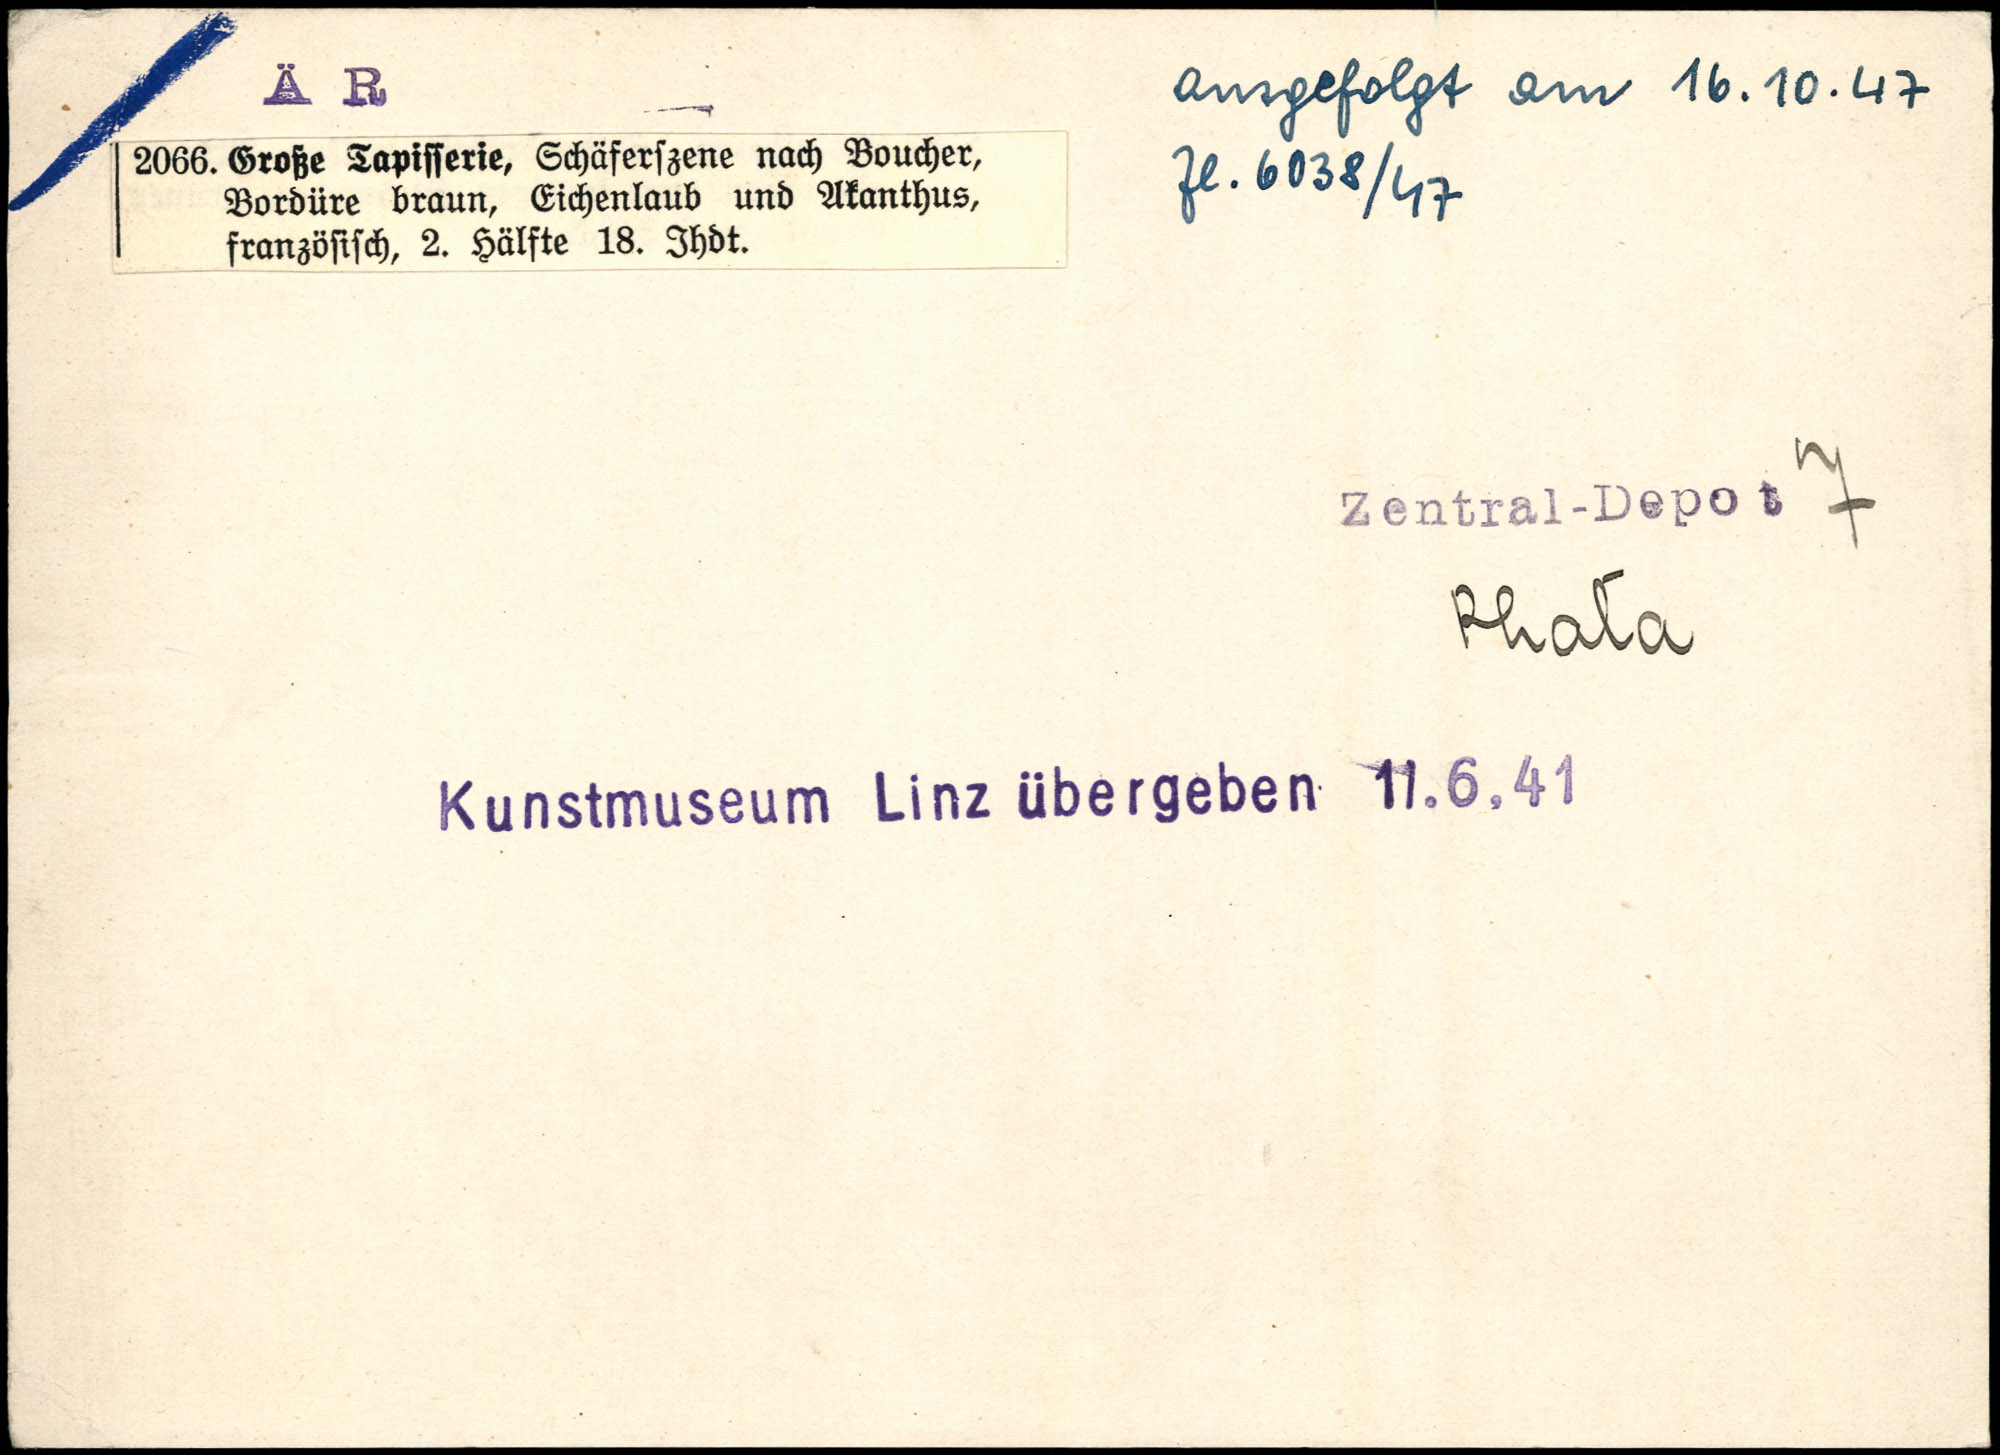 Ä R
ausgefolgt am 16.10.47
Zl. 6038/47
2066. Große Tapisserie, Schäferszene nach Boucher,
Bordüre braun, Eichenlaub und Akanthus,
französisch, 2. Hälfte 18. Jhdt.
Zentral-Depot 7
Kunstmuseum Linz übergeben 11.6.41